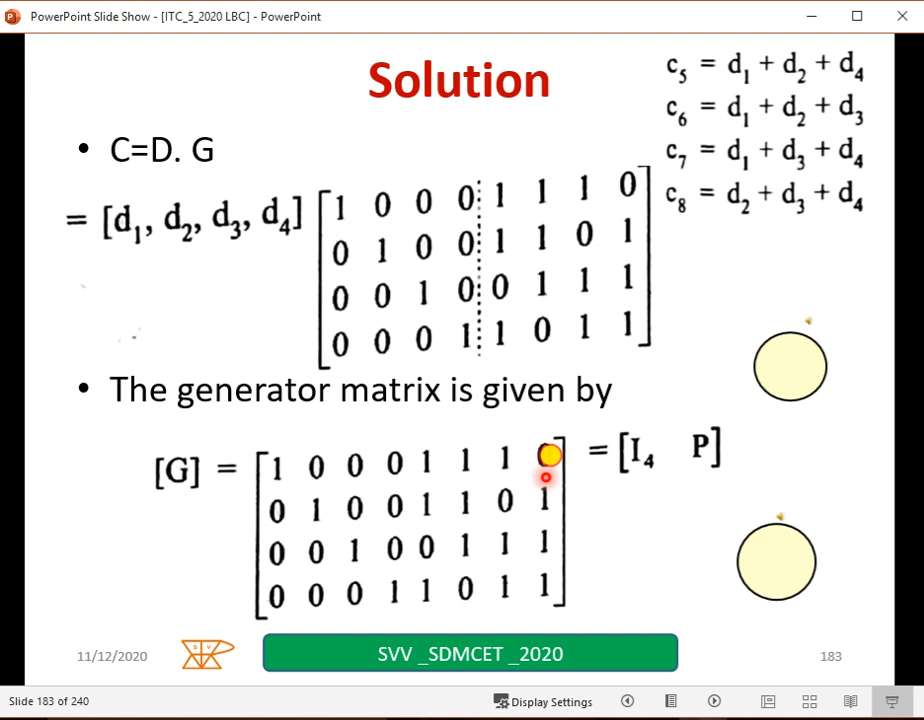 PowerPoint Slide Show - [ITC_5_2020 LBC] - PowerPoint
Solution
c₅ = d₁ + d₂ + d₄
c₆ = d₁ + d₂ + d₃
c₇ = d₁ + d₃ + d₄
c₈ = d₂ + d₃ + d₄
• C=D. G
= [d₁, d₂, d₃, d₄] [1 0 0 0 1 1 1 0
0 1 0 0 1 1 0 1
0 0 1 0 0 1 1 1
0 0 0 1 1 0 1 1]
• The generator matrix is given by
[G] = [1 0 0 0 1 1 1 0 = [I₄ P]
0 1 0 0 1 1 0 1
0 0 1 0 0 1 1 1
0 0 0 1 1 0 1 1]
11/12/2020
SVV _SDMCET _2020
183
Slide 183 of 240
Display Settings